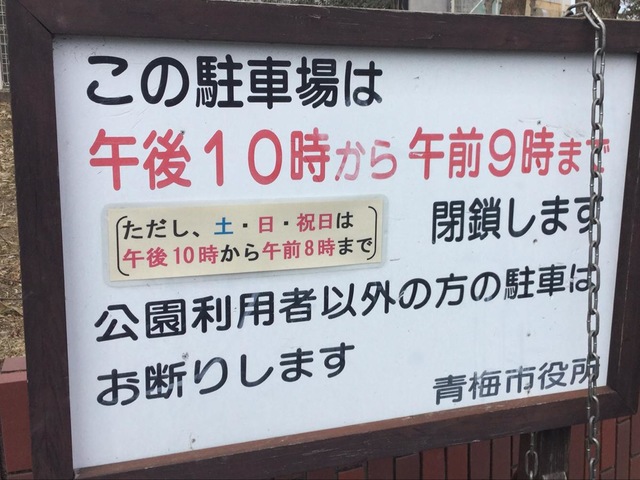 この駐車場は
午後10時から午前9時まで
閉鎖します
(ただし、土・日・祝日は
午後10時から午前8時まで)
公園利用者以外の方の駐車は
お断りします
青梅市役所